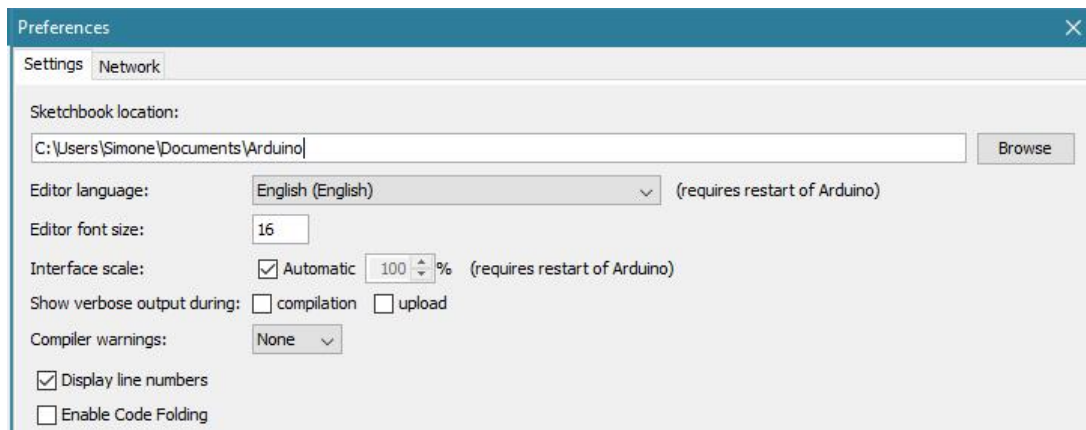 Preferences
Settings Network
Sketchbook location:
C:\Users\Simone\Documents\Arduino Browse
Editor language: English (English) (requires restart of Arduino)
Editor font size: 16
Interface scale: Automatic 100 % (requires restart of Arduino)
Show verbose output during: compilation upload
Compiler warnings: None
Display line numbers
Enable Code Folding